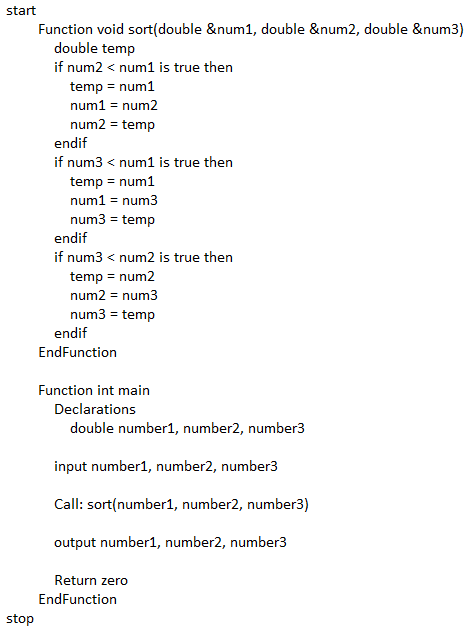 start
Function void sort(double &num1, double &num2, double &num3)
double temp
if num2 < num1 is true then
temp = num1
num1 = num2
num2 = temp
endif
if num3 < num1 is true then
temp = num1
num1 = num3
num3 = temp
endif
if num3 < num2 is true then
temp = num2
num2 = num3
num3 = temp
endif
EndFunction
Function int main
Declarations
double number1, number2, number3
input number1, number2, number3
Call: sort(number1, number2, number3)
output number1, number2, number3
Return zero
EndFunction
stop